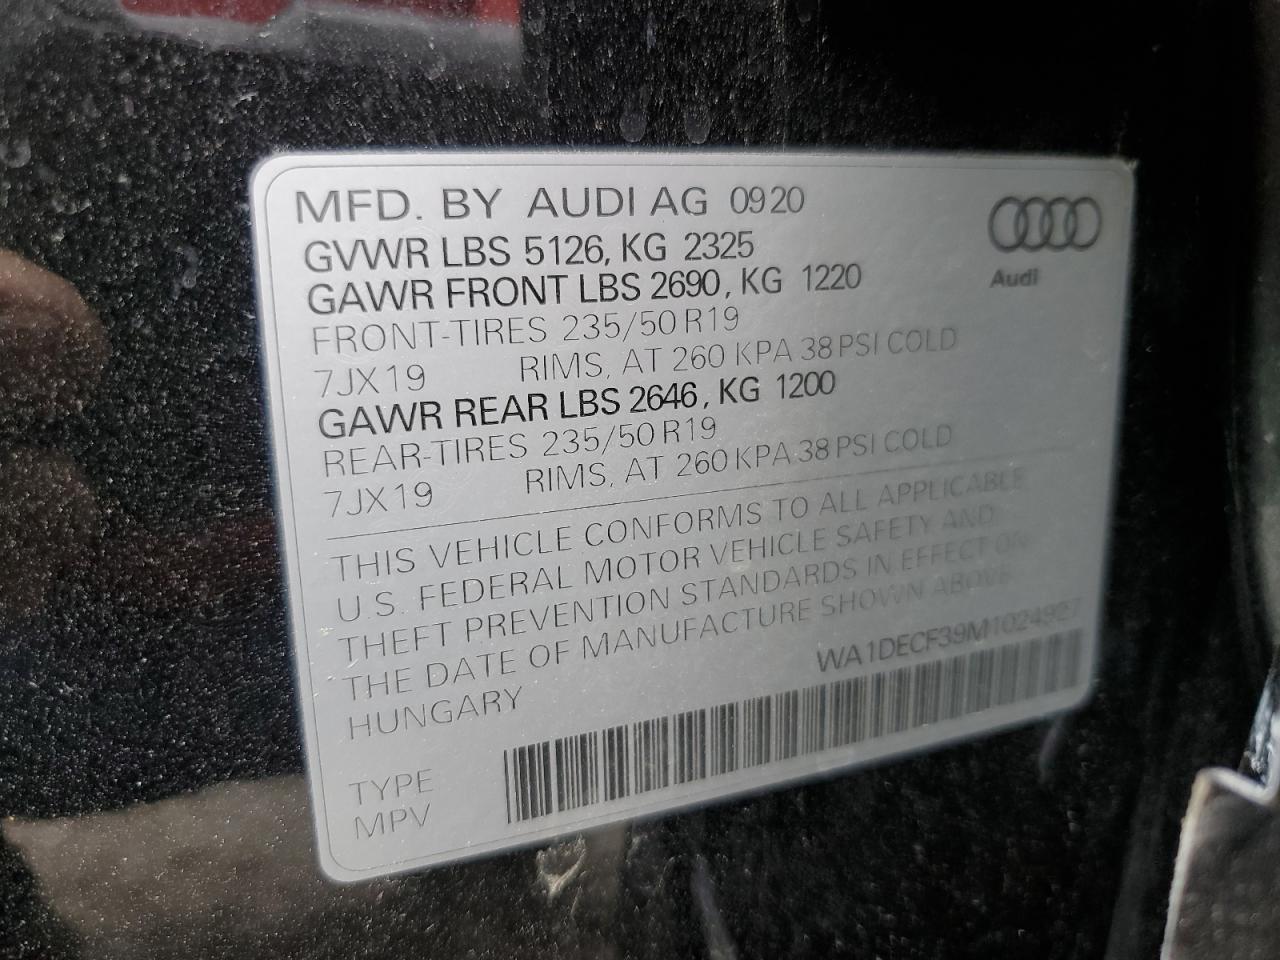 MFD. BY AUDI AG 0920
GVWR LBS 5126, KG 2325
GAWR FRONT LBS 2690, KG 1220
FRONT-TIRES 235/50 R19
7JX19 RIMS, AT 260 KPA 38 PSI COLD
GAWR REAR LBS 2646, KG 1200
REAR-TIRES 235/50 R19
7JX19 RIMS, AT 260 KPA 38 PSI COLD
THIS VEHICLE CONFORMS TO ALL APPLICABLE
U.S. FEDERAL MOTOR VEHICLE SAFETY AND
THEFT PREVENTION STANDARDS IN EFFECT ON
THE DATE OF MANUFACTURE SHOWN ABOVE.
HUNGARY
WA1DECF39M1024927
TYPE
MPV
Audi